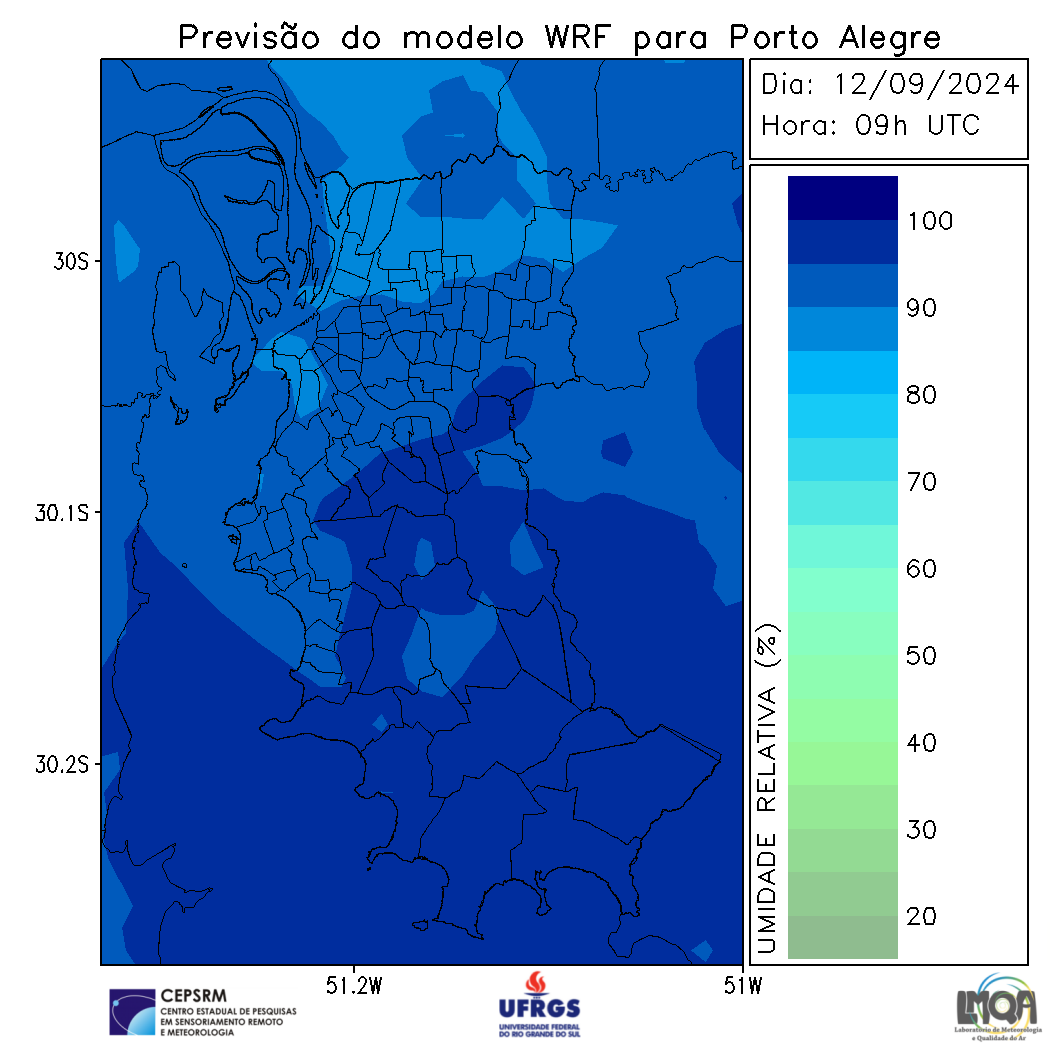 Previsão do modelo WRF para Porto Alegre
Dia: 12/09/2024
Hora: 09h UTC
100
90
80
70
60
50
40
30
20
UMIDADE RELATIVA (%)
30S
30.1S
30.2S
51.2W
51W
CEPSRM
CENTRO ESTADUAL DE PESQUISAS
EM SENSORIAMENTO REMOTO
E METEOROLOGIA
UFRGS
UNIVERSIDADE FEDERAL
DO RIO GRANDE DO SUL
LMQA
Laboratório de Meteorologia
e Qualidade do Ar